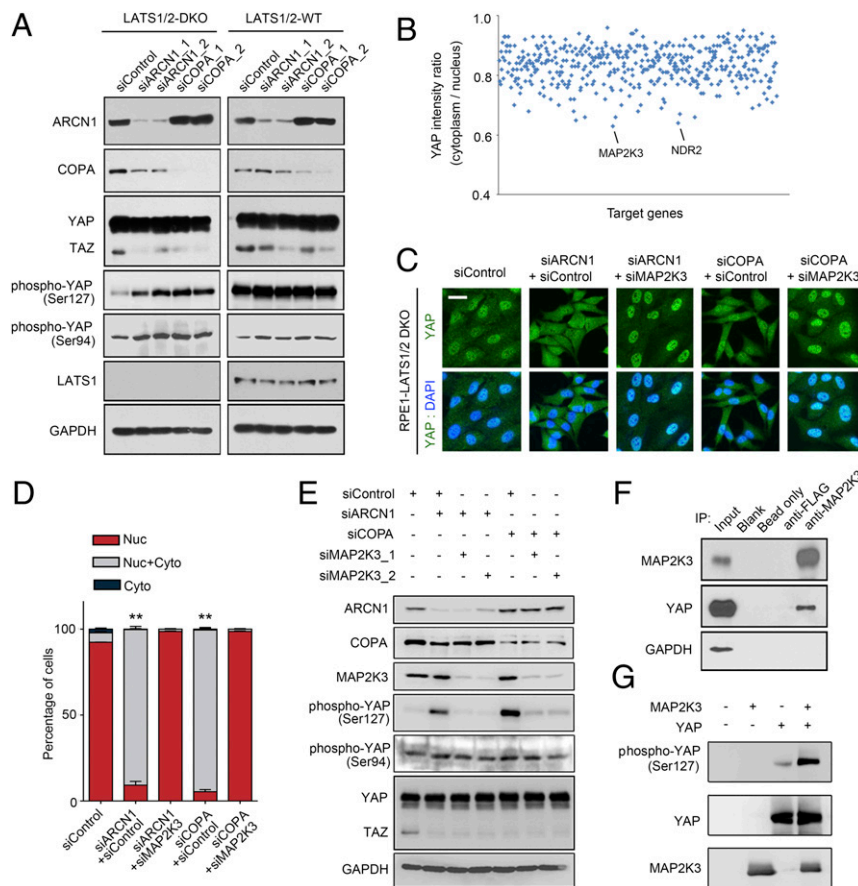 A
LATS1/2-DKO LATS1/2-WT
siControl siARCN1_1 siARCN1_2 siCOPA_1 siCOPA_2 siControl siARCN1_1 siARCN1_2 siCOPA_1 siCOPA_2
ARCN1
COPA
YAP
TAZ
phospho-YAP
(Ser127)
phospho-YAP
(Ser94)
LATS1
GAPDH
B
YAP intensity ratio
(cytoplasm / nucleus)
1.0
0.8
0.6
0.4
MAP2K3 NDR2
Target genes
C
siControl
siARCN1
+ siControl
siARCN1
+ siMAP2K3
siCOPA
+ siControl
siCOPA
+ siMAP2K3
RPE1-LATS1/2 DKO
YAP
YAP : DAPI
D
Nuc
Nuc+Cyto
Cyto
Percentage of cells
100
50
0
** **
siControl
siARCN1
+siControl
siARCN1
+siMAP2K3
siCOPA
+siControl
siCOPA
+siMAP2K3
E
siControl + + - - + - -
siARCN1 - + + + - - -
siCOPA - - - - + + +
siMAP2K3_1 - - + - - + -
siMAP2K3_2 - - - + - - +
ARCN1
COPA
MAP2K3
phospho-YAP
(Ser127)
phospho-YAP
(Ser94)
YAP
TAZ
GAPDH
F
IP: Input Blank Bead only anti-FLAG anti-MAP2K3
MAP2K3
YAP
GAPDH
G
MAP2K3 - + - +
YAP - - + +
phospho-YAP
(Ser127)
YAP
MAP2K3